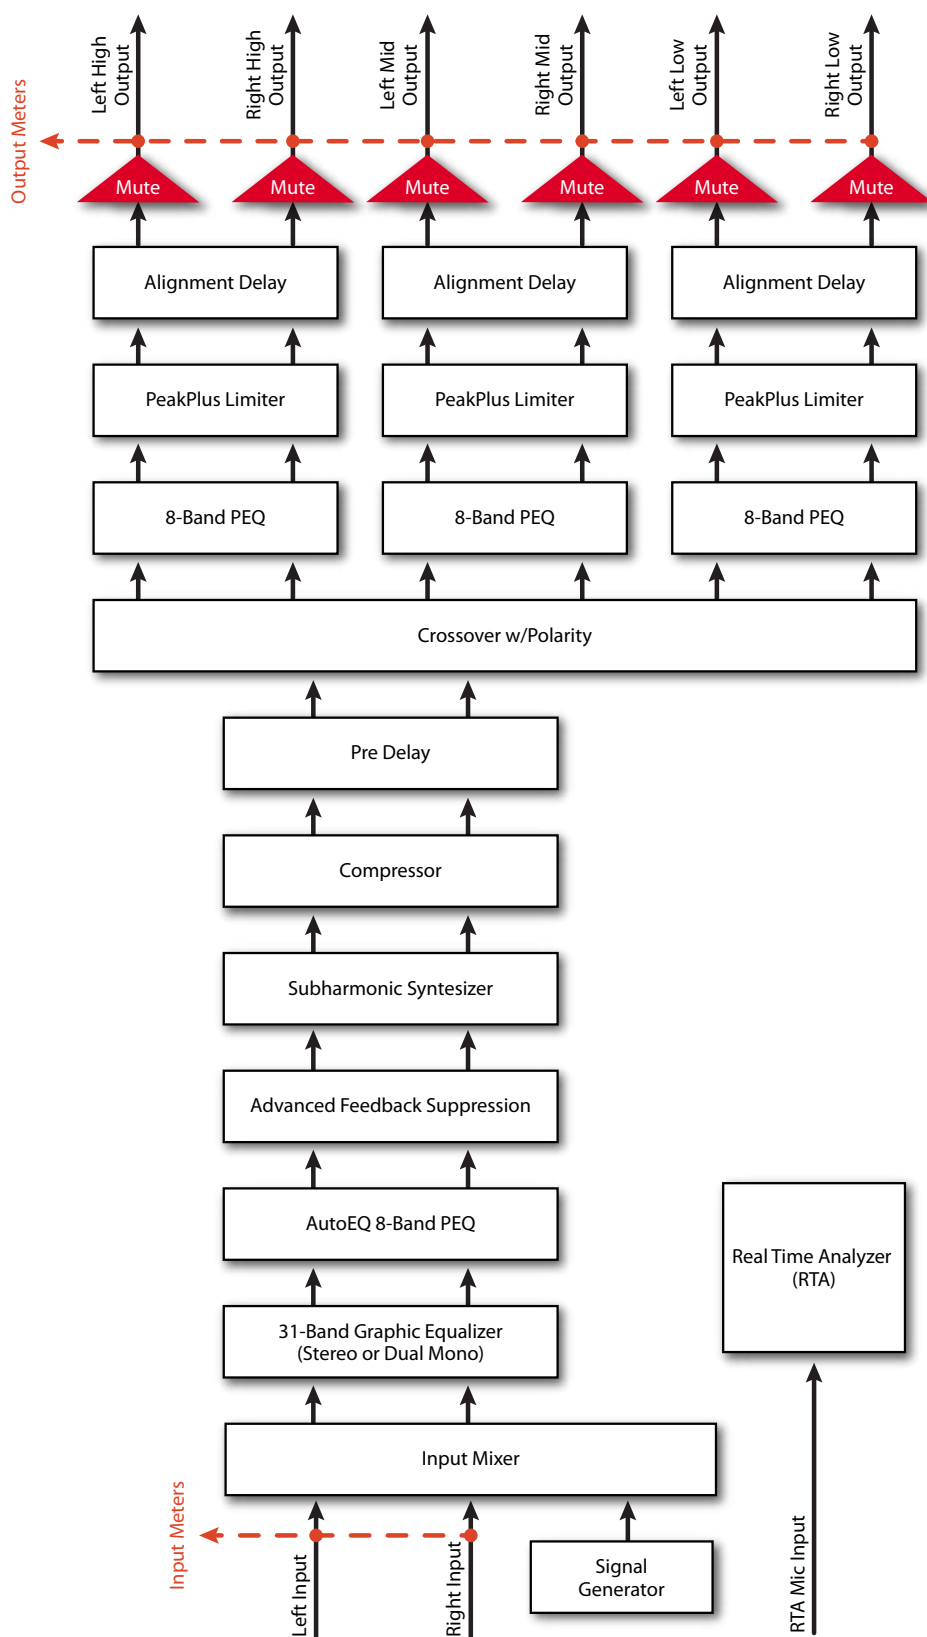 Left High
Output
Right High
Output
Left Mid
Output
Right Mid
Output
Left Low
Output
Right Low
Output
Output Meters
Mute
Mute
Mute
Mute
Mute
Mute
Alignment Delay
Alignment Delay
Alignment Delay
PeakPlus Limiter
PeakPlus Limiter
PeakPlus Limiter
8-Band PEQ
8-Band PEQ
8-Band PEQ
Crossover w/Polarity
Pre Delay
Compressor
Subharmonic Syntesizer
Advanced Feedback Suppression
AutoEQ 8-Band PEQ
Real Time Analyzer
(RTA)
31-Band Graphic Equalizer
(Stereo or Dual Mono)
Input Mixer
Input Meters
Left Input
Right Input
Signal
Generator
RTA Mic Input